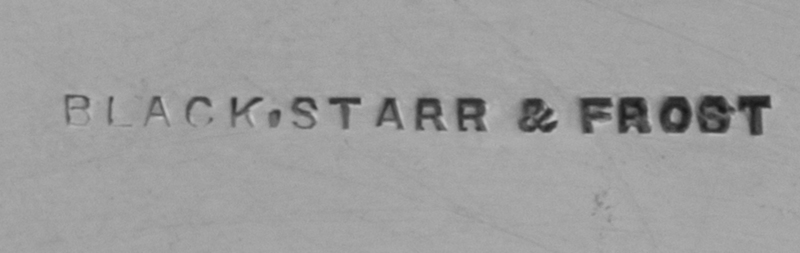 BLACK, STARR & FROST